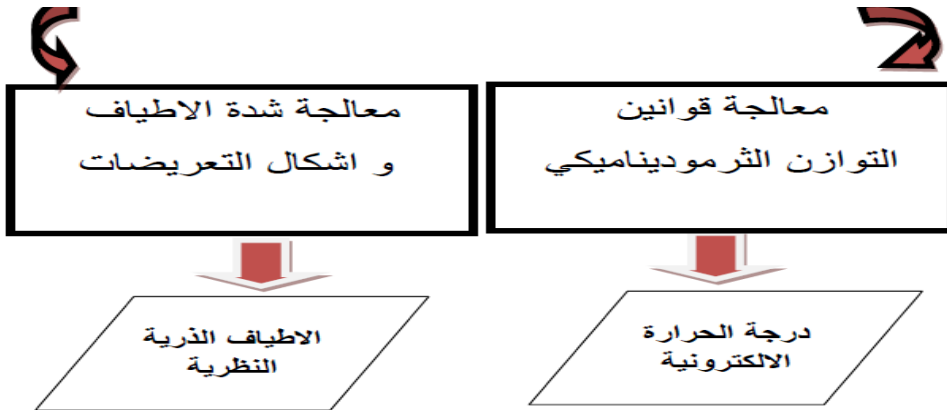 معالجة قوانين
التوازن الثرموديناميكي
معالجة شدة الاطياف
و اشكال التعريضات
درجة الحرارة
الالكترونية
الاطياف الذرية
النظرية